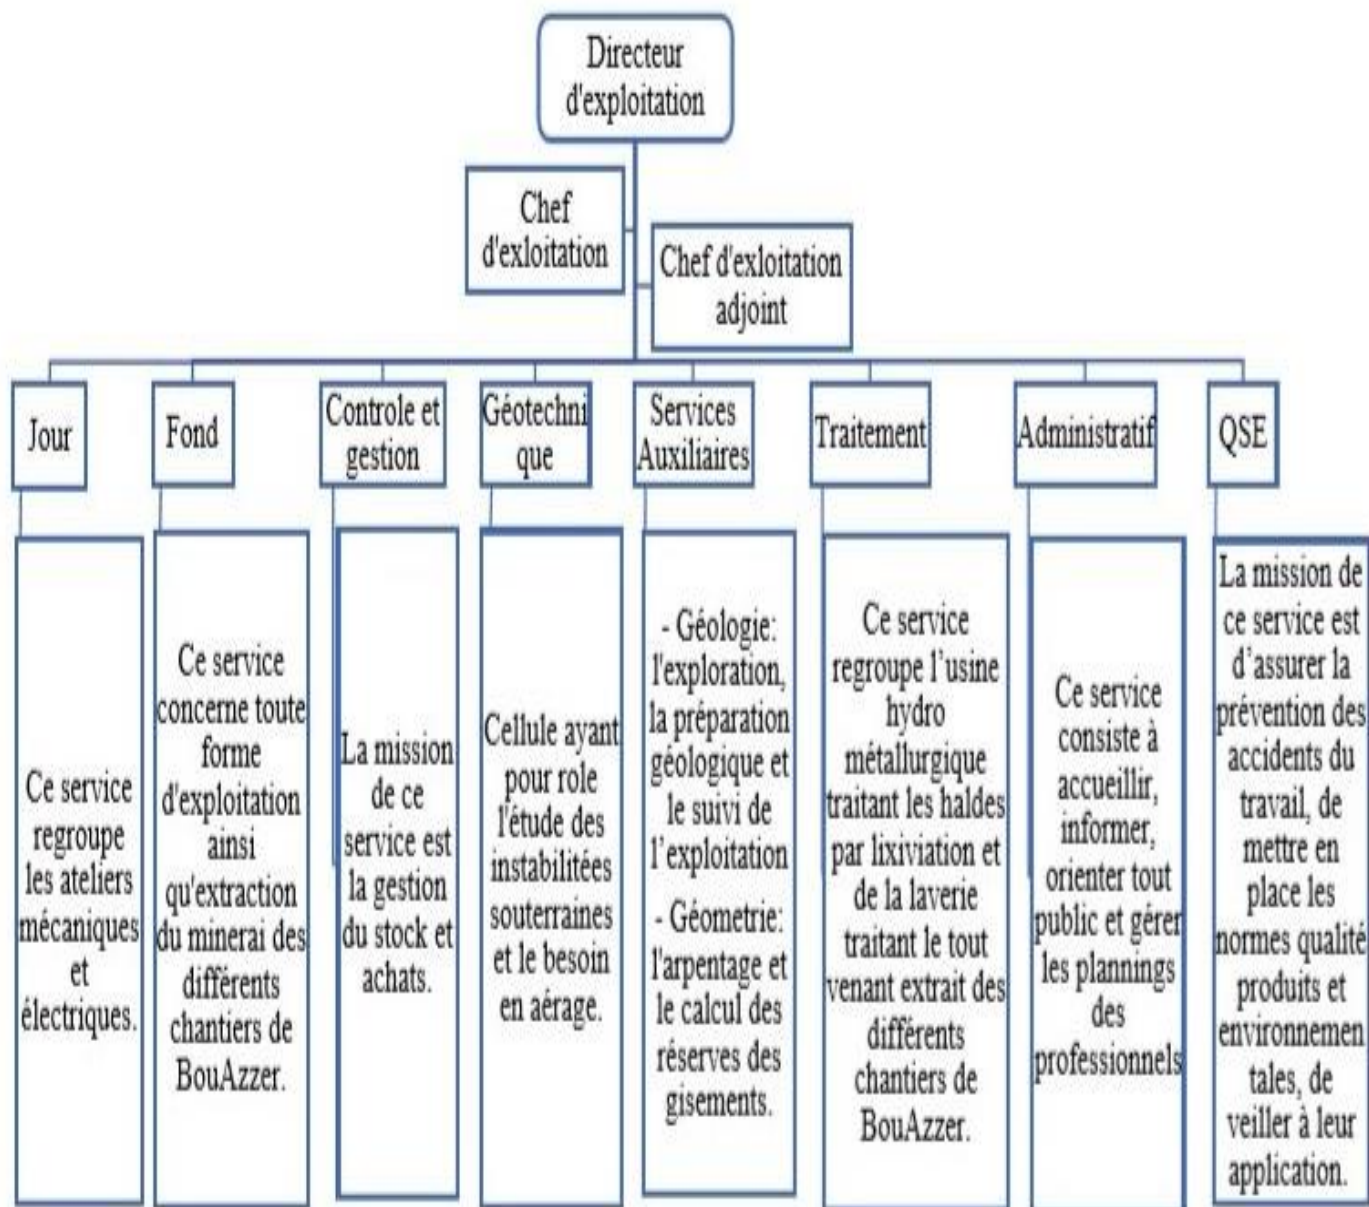 Directeur
d'exploitation
Chef
d'exloitation
Chef d'exloitation
adjoint
Jour
Fond
Controle et
gestion
Géotechni
que
Services
Auxiliaires
Traitement
Administratif
QSE
Ce service
regroupe
les ateliers
mécaniques
et
électriques.
Ce service
concerne toute
forme
d'exploitation
ainsi
qu'extraction
du minerai des
différents
chantiers de
BouAzzer.
La mission
de ce
service est
la gestion
du stock et
achats.
Cellule ayant
pour role
l'étude des
instabilitées
souterraines
et le besoin
en aérage.
- Géologie:
l'exploration,
la préparation
géologique et
le suivi de
l’exploitation
- Géometrie:
l'arpentage et
le calcul des
réserves des
gisements.
Ce service
regroupe l’usine
hydro
métallurgique
traitant les haldes
par lixiviation et
de la laverie
traitant le tout
venant extrait des
différents
chantiers de
BouAzzer.
Ce service
consiste à
accueillir,
informer,
orienter tout
public et gérer
les plannings
des
professionnels
La mission de
ce service est
d’assurer la
prévention des
accidents du
travail, de
mettre en
place les
normes qualité
produits et
environnemen
tales, de
veiller à leur
application.